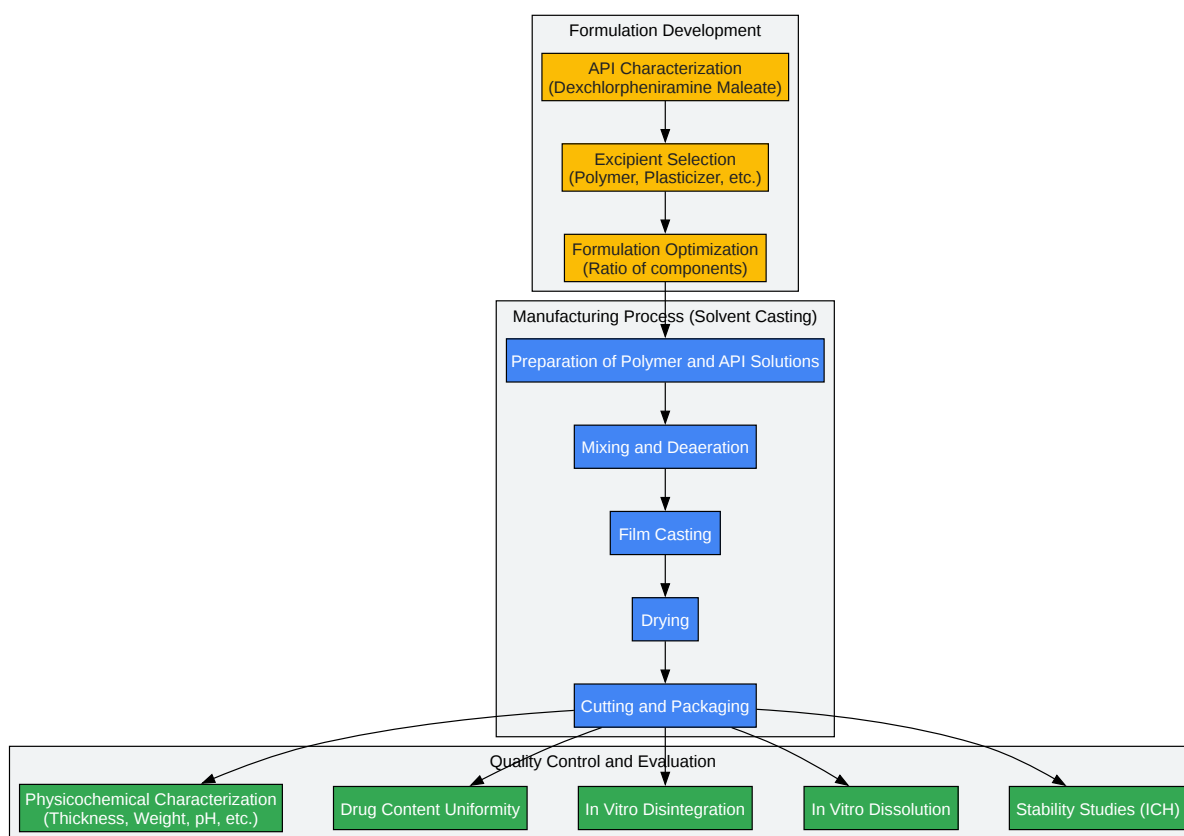 Formulation Development
API Characterization
(Dexchlorpheniramine Maleate)
Excipient Selection
(Polymer, Plasticizer, etc.)
Formulation Optimization
(Ratio of components)
Manufacturing Process (Solvent Casting)
Preparation of Polymer and API Solutions
Mixing and Deaeration
Film Casting
Drying
Cutting and Packaging
Quality Control and Evaluation
Physicochemical Characterization
(Thickness, Weight, pH, etc.)
Drug Content Uniformity
In Vitro Disintegration
In Vitro Dissolution
Stability Studies (ICH)